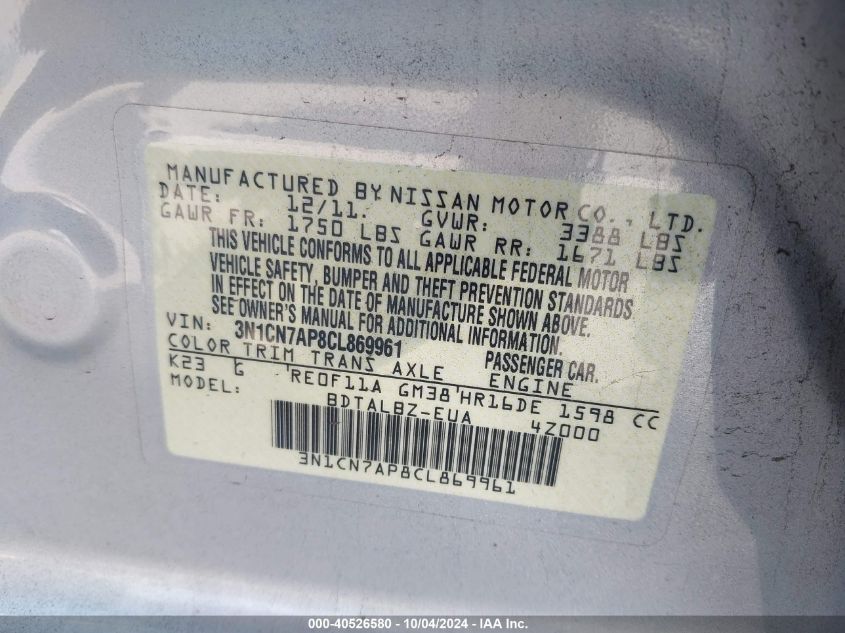 MANUFACTURED BY NISSAN MOTOR CO., LTD.
DATE: 12/11. GVWR: 3388 LBS
GAWR FR: 1750 LBS GAWR RR: 1671 LBS
THIS VEHICLE CONFORMS TO ALL APPLICABLE FEDERAL MOTOR
VEHICLE SAFETY, BUMPER AND THEFT PREVENTION STANDARDS
IN EFFECT ON THE DATE OF MANUFACTURE SHOWN ABOVE.
SEE OWNER'S MANUAL FOR ADDITIONAL INFORMATION.
VIN: 3N1CN7AP8CL869961 PASSENGER CAR.
COLOR TRIM TRANS AXLE ENGINE
K23 G RE0F11A GM38 HR16DE 1598 CC
MODEL: BDTALBZ-EUA 4Z000
3N1CN7AP8CL869961
000-40526580 - 10/04/2024 - IAA Inc.